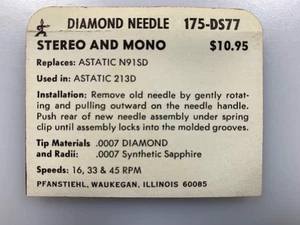 DIAMOND NEEDLE 175-DS77
STEREO AND MONO $10.95
Replaces: ASTATIC N91SD
Used in: ASTATIC 213D
Installation: Remove old needle by gently rotat-
ing and pulling outward on the needle handle.
Push rear of new needle assembly under spring
clip until assembly locks into the molded grooves.
Tip Materials .0007 DIAMOND
and Radii: .0007 Synthetic Sapphire
Speeds: 16, 33 & 45 RPM
PFANSTIEHL, WAUKEGAN, ILLINOIS 60085